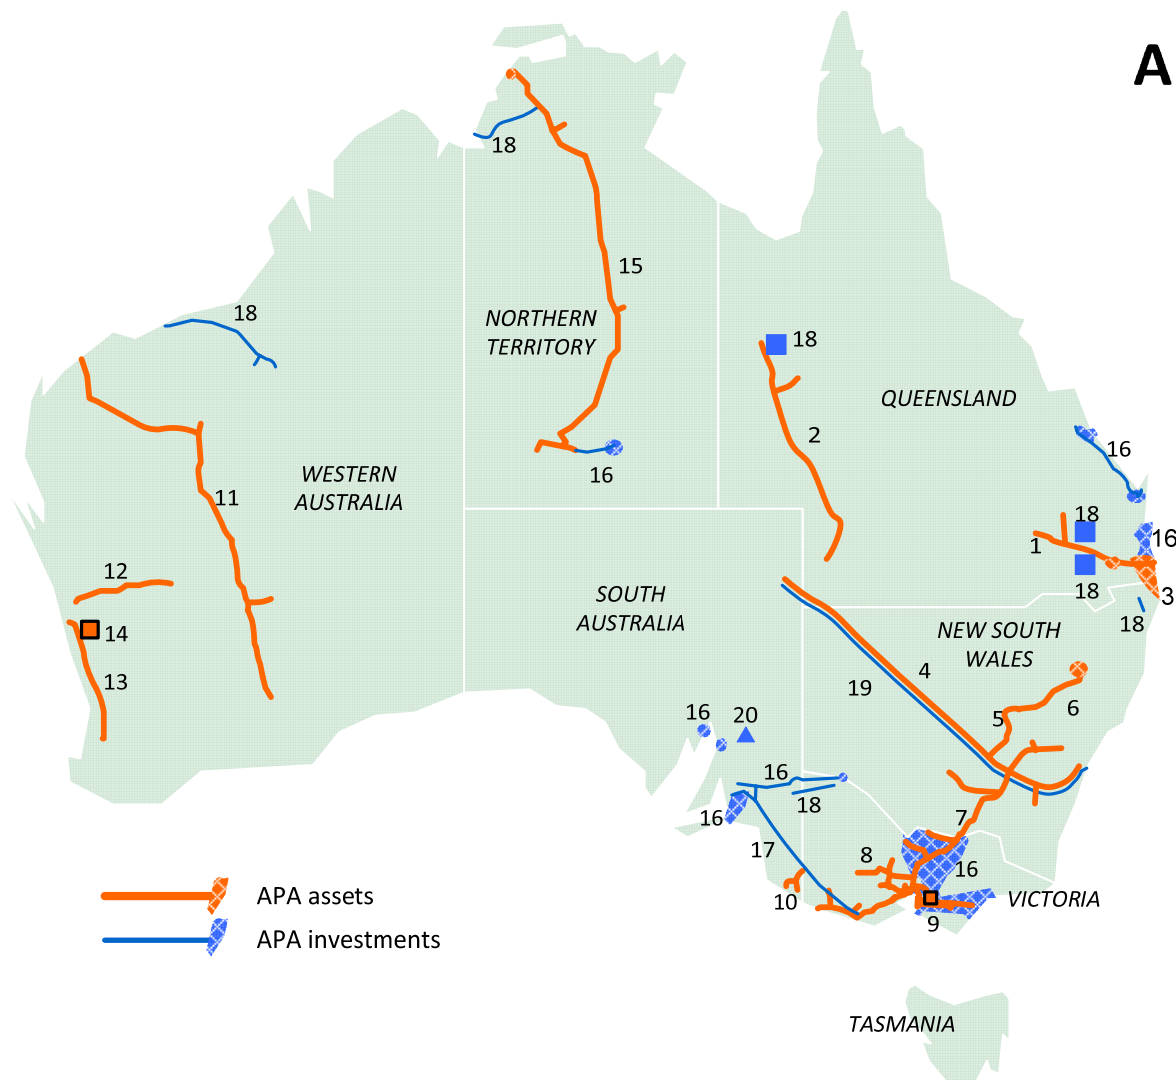 A
18
15
18
NORTHERN
TERRITORY
18
QUEENSLAND
2
16
16
WESTERN
AUSTRALIA
11
18
1
16
12
18
3
SOUTH
AUSTRALIA
18
14
NEW SOUTH
WALES
4
13
19
6
5
16
20
16
18
16
7
17
8
16
APA assets
10
VICTORIA
9
APA investments
TASMANIA